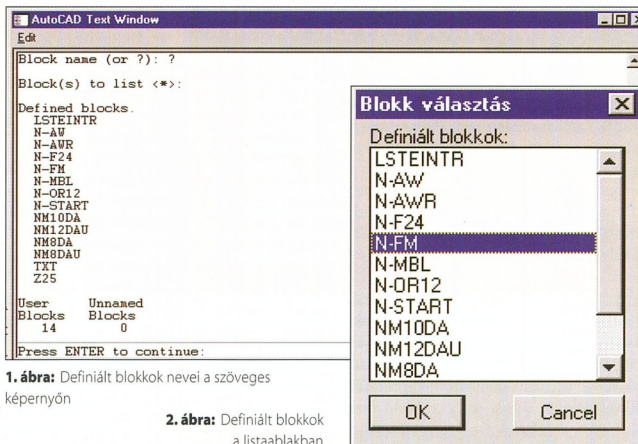 AutoCAD Text Window
Edit
Block name (or ?): ?
Block(s) to list <*>:
Defined blocks.
LSTEINTR
N-AW
N-AWR
N-F24
N-FM
N-MBL
N-OR12
N-START
NM10DA
NM12DAU
NM8DA
NM8DAU
TXT
Z25
User Unnamed
Blocks Blocks
14 0
Press ENTER to continue:
1. ábra: Definiált blokkok nevei a szöveges
képernyőn
2. ábra: Definiált blokkok
a listaablakban
Blokk választás
Definiált blokkok:
LSTEINTR
N-AW
N-AWR
N-F24
N-FM
N-MBL
N-OR12
N-START
NM10DA
NM12DAU
NM8DA
OK Cancel